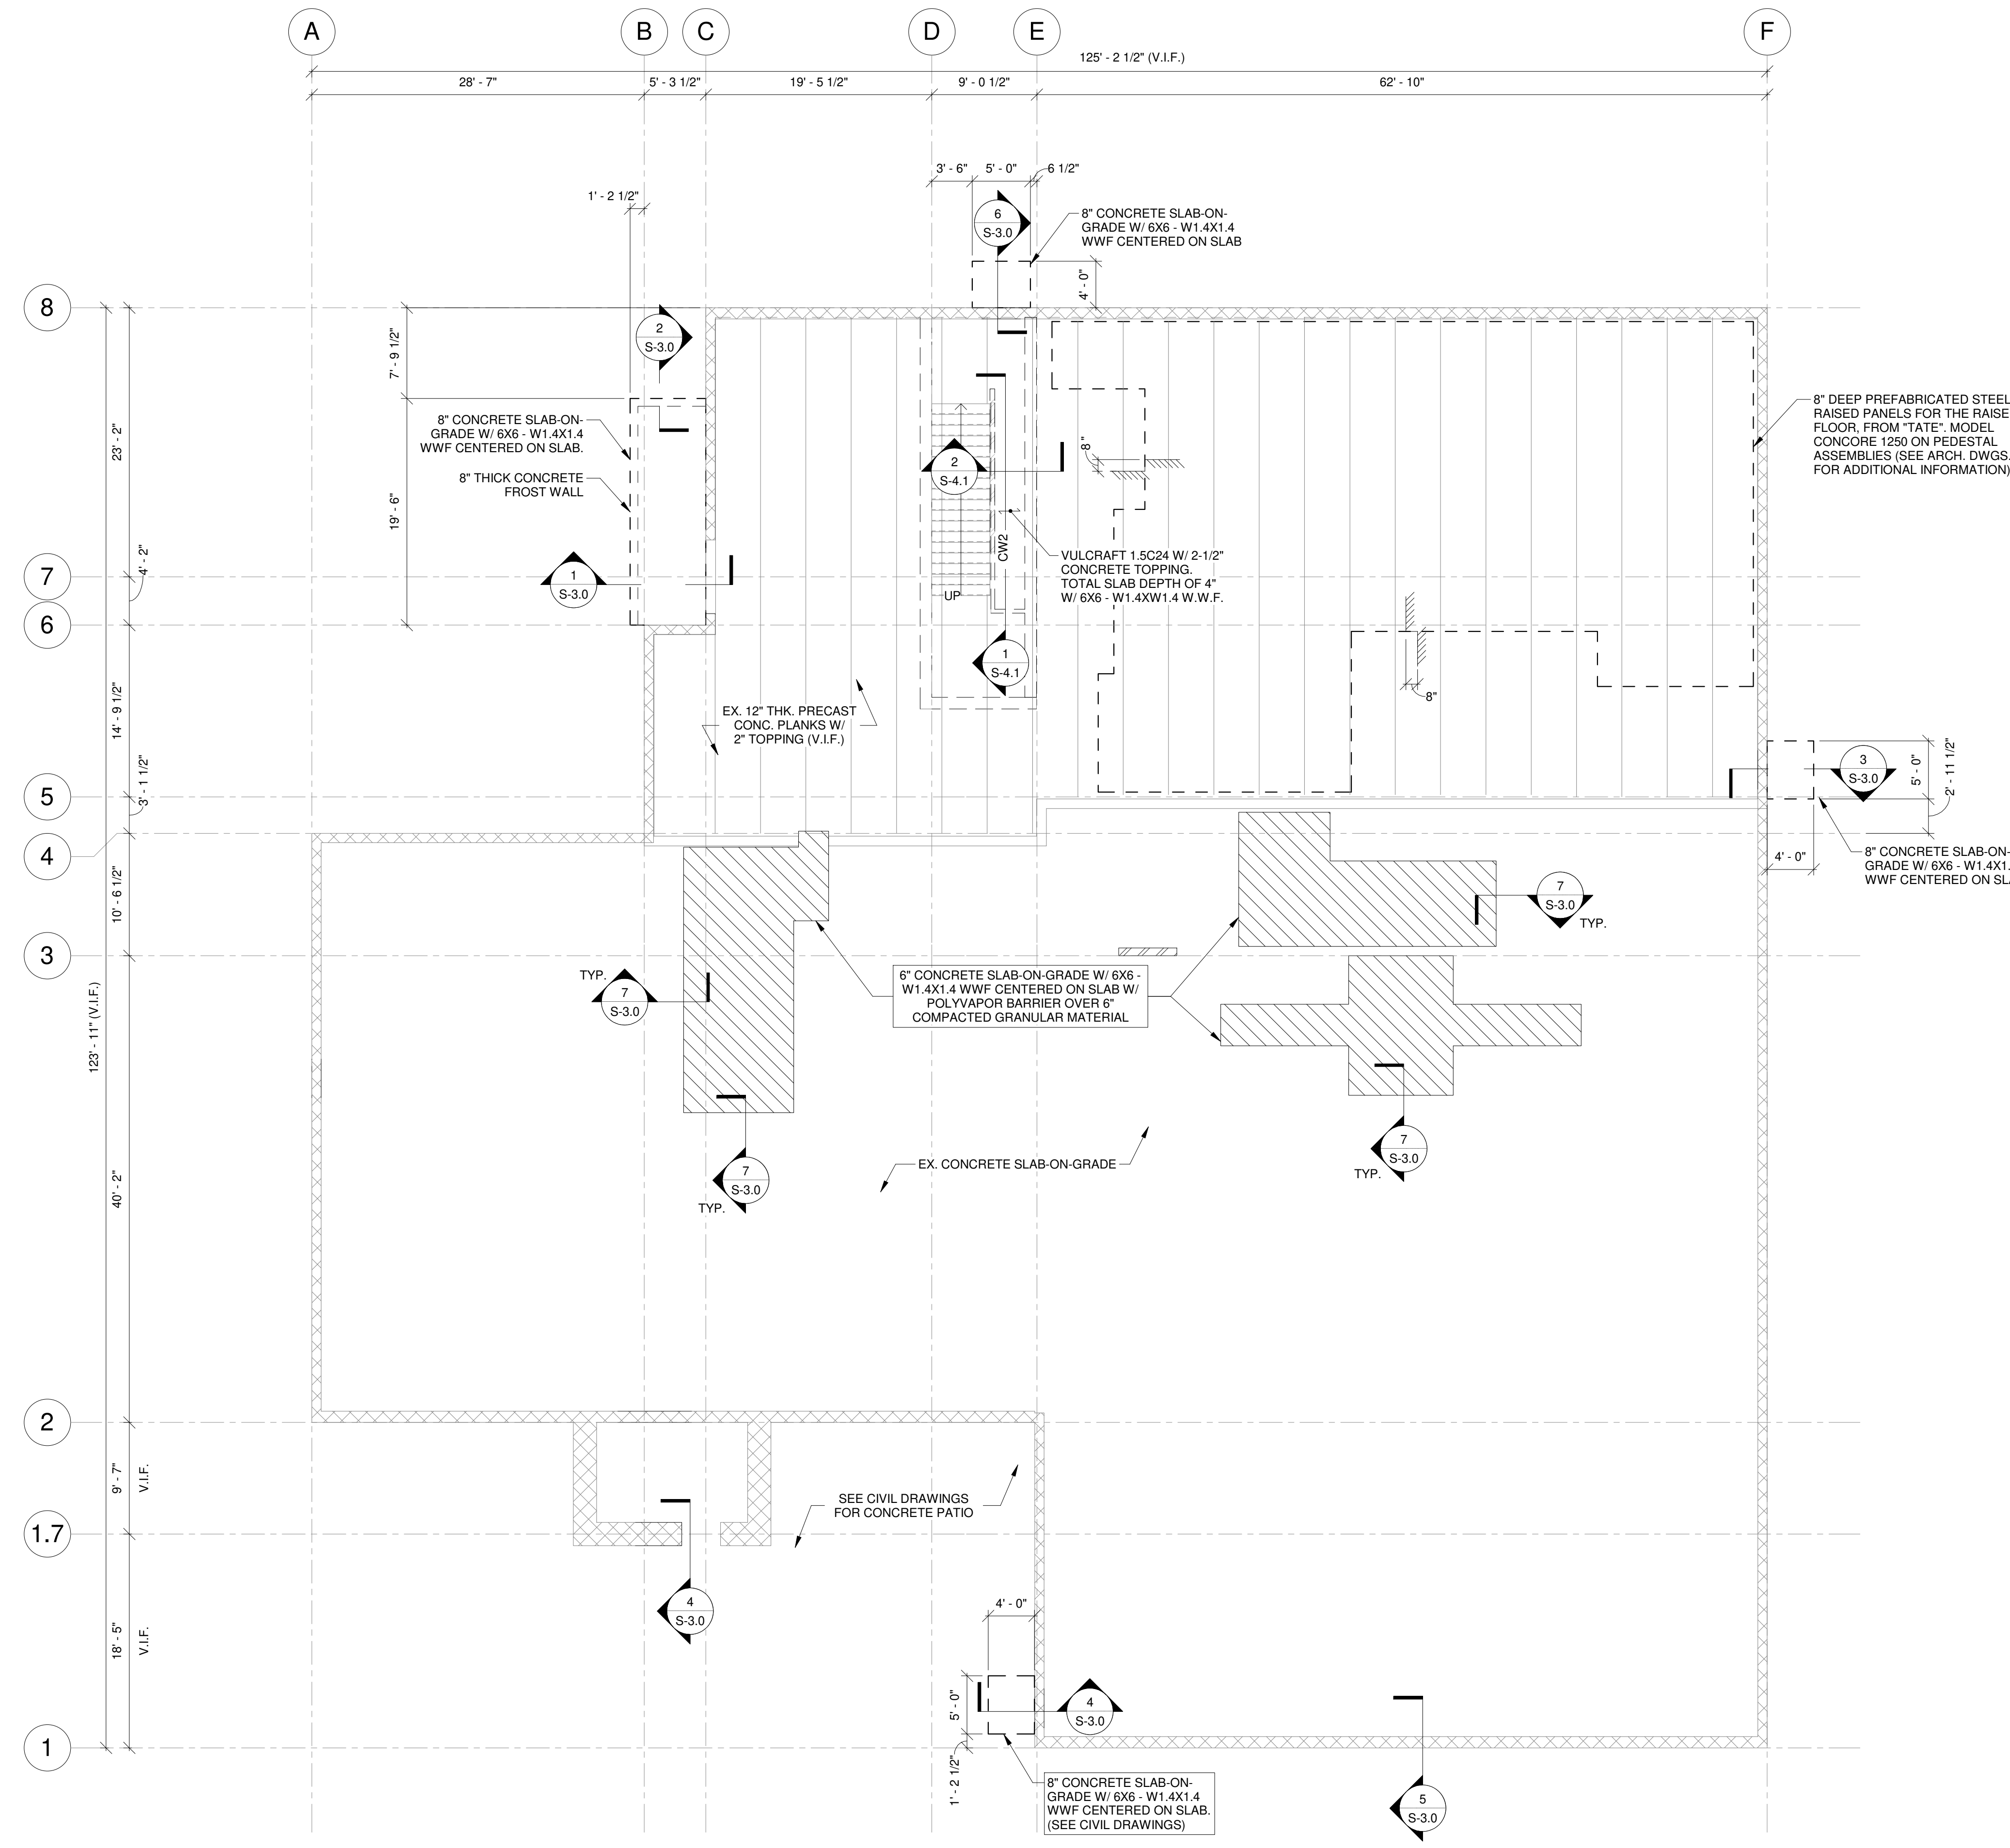 A
B
C
D
E
F
125' - 2 1/2" (V.I.F.)
28' - 7"
5' - 3 1/2"
19' - 5 1/2"
9' - 0 1/2"
62' - 10"
3' - 6"
5' - 0"
6 1/2"
1' - 2 1/2"
6
S-3.0
8" CONCRETE SLAB-ON-
GRADE W/ 6X6 - W1.4X1.4
WWF CENTERED ON SLAB
4' - 0"
8
2
S-3.0
7' - 9 1/2"
23' - 2"
8" CONCRETE SLAB-ON-
GRADE W/ 6X6 - W1.4X1.4
WWF CENTERED ON SLAB.
8" THICK CONCRETE
FROST WALL
19' - 6"
8" DEEP PREFABRICATED STEEL
RAISED PANELS FOR THE RAISE
FLOOR, FROM "TATE". MODEL
CONCORE 1250 ON PEDESTAL
ASSEMBLIES (SEE ARCH. DWGS.
FOR ADDITIONAL INFORMATION)
8"
2
S-4.1
CW2
VULCRAFT 1.5C24 W/ 2-1/2"
CONCRETE TOPPING.
TOTAL SLAB DEPTH OF 4"
W/ 6X6 - W1.4XW1.4 W.W.F.
UP
4' - 2"
7
1
S-3.0
6
1
S-4.1
8"
14' - 9 1/2"
EX. 12" THK. PRECAST
CONC. PLANKS W/
2" TOPPING (V.I.F.)
3' - 1 1/2"
5
3
S-3.0
5' - 0"
2' - 11 1/2"
4
4' - 0"
8" CONCRETE SLAB-ON-
GRADE W/ 6X6 - W1.4X1.
WWF CENTERED ON SLA
10' - 6 1/2"
7
S-3.0
TYP.
3
TYP.
7
S-3.0
6" CONCRETE SLAB-ON-GRADE W/ 6X6 -
W1.4X1.4 WWF CENTERED ON SLAB W/
POLYVAPOR BARRIER OVER 6"
COMPACTED GRANULAR MATERIAL
123' - 11" (V.I.F.)
7
S-3.0
TYP.
EX. CONCRETE SLAB-ON-GRADE
7
S-3.0
TYP.
40' - 2"
2
9' - 7"
V.I.F.
SEE CIVIL DRAWINGS
FOR CONCRETE PATIO
1.7
18' - 5"
V.I.F.
4
S-3.0
4' - 0"
5' - 0"
4
S-3.0
1
1' - 2 1/2"
8" CONCRETE SLAB-ON-
GRADE W/ 6X6 - W1.4X1.4
WWF CENTERED ON SLAB.
(SEE CIVIL DRAWINGS)
5
S-3.0